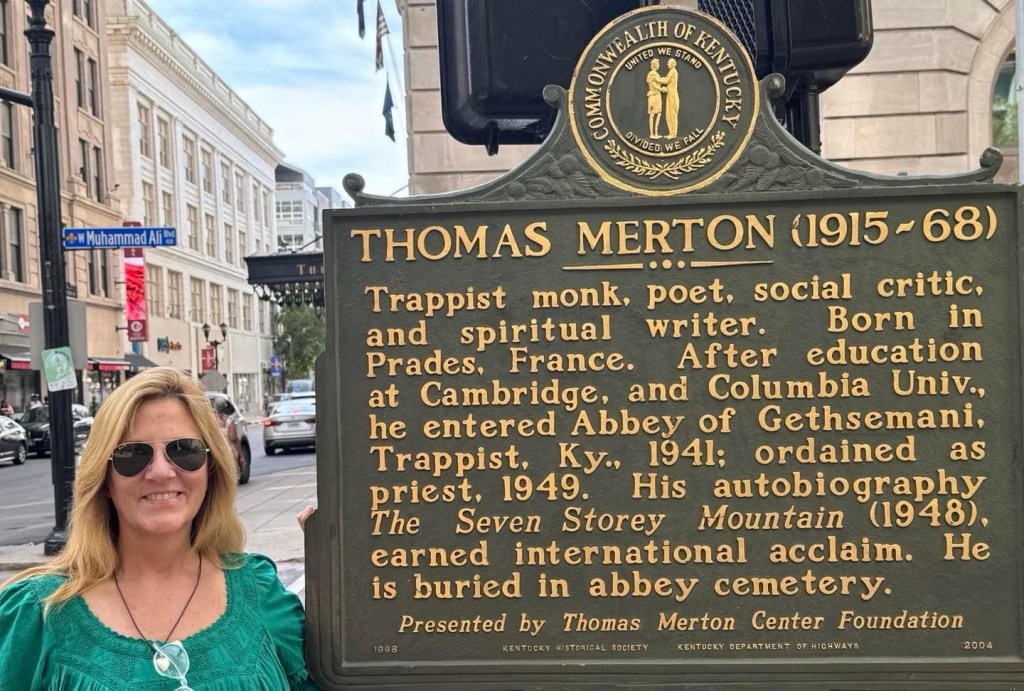 COMMONWEALTH OF KENTUCKY
UNITED WE STAND
DIVIDED WE FALL
THOMAS MERTON (1915~68)
Trappist monk, poet, social critic,
and spiritual writer. Born in
Prades, France. After education
at Cambridge, and Columbia Univ.,
he entered Abbey of Gethsemani,
Trappist, Ky., 1941; ordained as
priest, 1949. His autobiography
The Seven Storey Mountain (1948),
earned international acclaim. He
is buried in abbey cemetery.
Presented by Thomas Merton Center Foundation
1998 KENTUCKY HISTORICAL SOCIETY KENTUCKY DEPARTMENT OF HIGHWAYS 2004
W Muhammad Ali Blvd